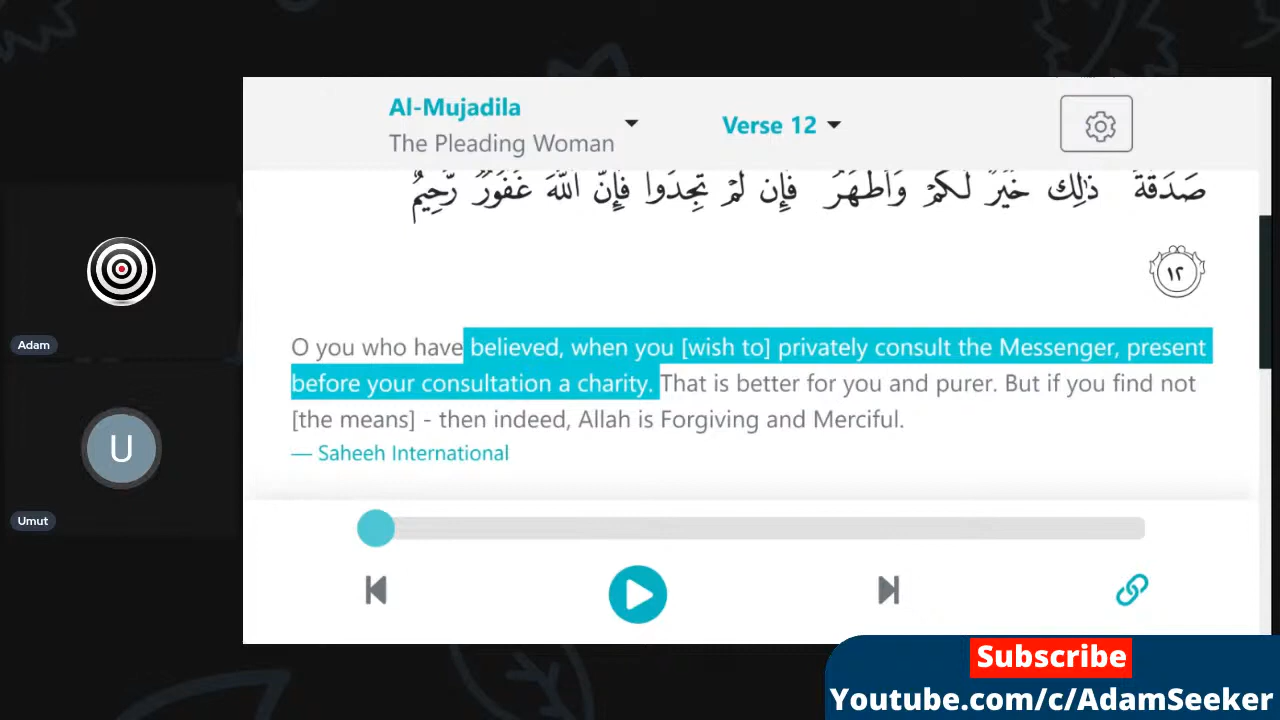 Al-Mujadila
The Pleading Woman
Verse 12
صَدَقَةً ذَٰلِكَ خَيْرٌ لَكُمْ وَأَطْهَرُ فَإِن لَمْ تَجِدُوا فَإِنَّ اللَّهَ غَفُورٌ رَّحِيمٌ
١٢
O you who have believed, when you [wish to] privately consult the Messenger, present
before your consultation a charity. That is better for you and purer. But if you find not
[the means] - then indeed, Allah is Forgiving and Merciful.
— Saheeh International
Adam
U
Umut
Subscribe
Youtube.com/c/AdamSeeker